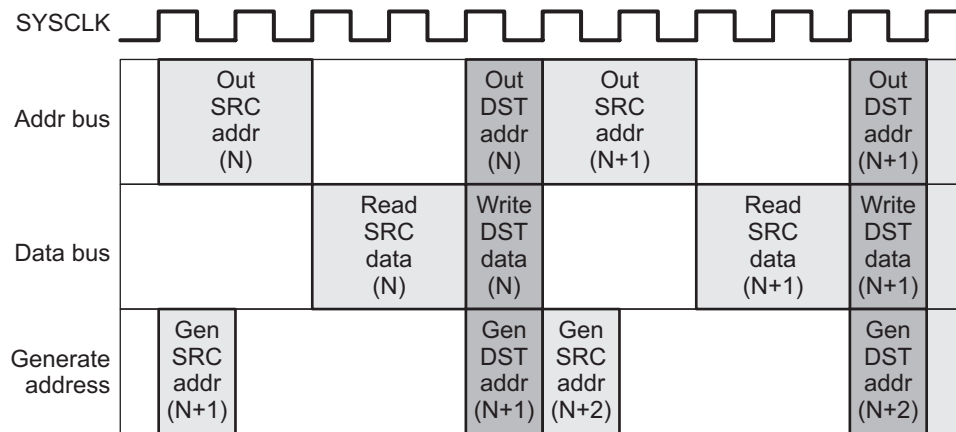 SYSCLK
Addr bus
Out
SRC
addr
(N)
Out
DST
addr
(N)
Out
SRC
addr
(N+1)
Out
DST
addr
(N+1)
Data bus
Read
SRC
data
(N)
Write
DST
data
(N)
Read
SRC
data
(N+1)
Write
DST
data
(N+1)
Generate
address
Gen
SRC
addr
(N+1)
Gen
DST
addr
(N+1)
Gen
SRC
addr
(N+2)
Gen
DST
addr
(N+2)